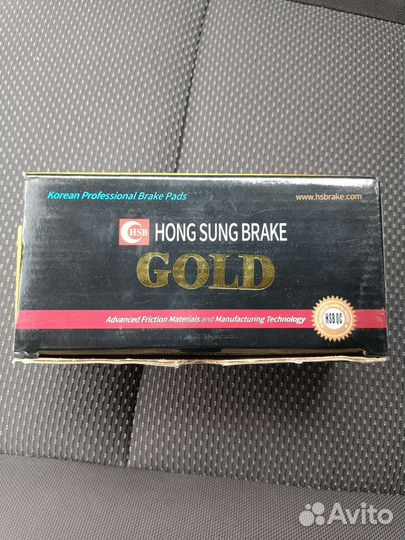 Korean Professional Brake Pads
www.hsbrake.com
HSB HONG SUNG BRAKE
GOLD
Advanced Friction Materials and Manufacturing Technology
HSB QC
Avito